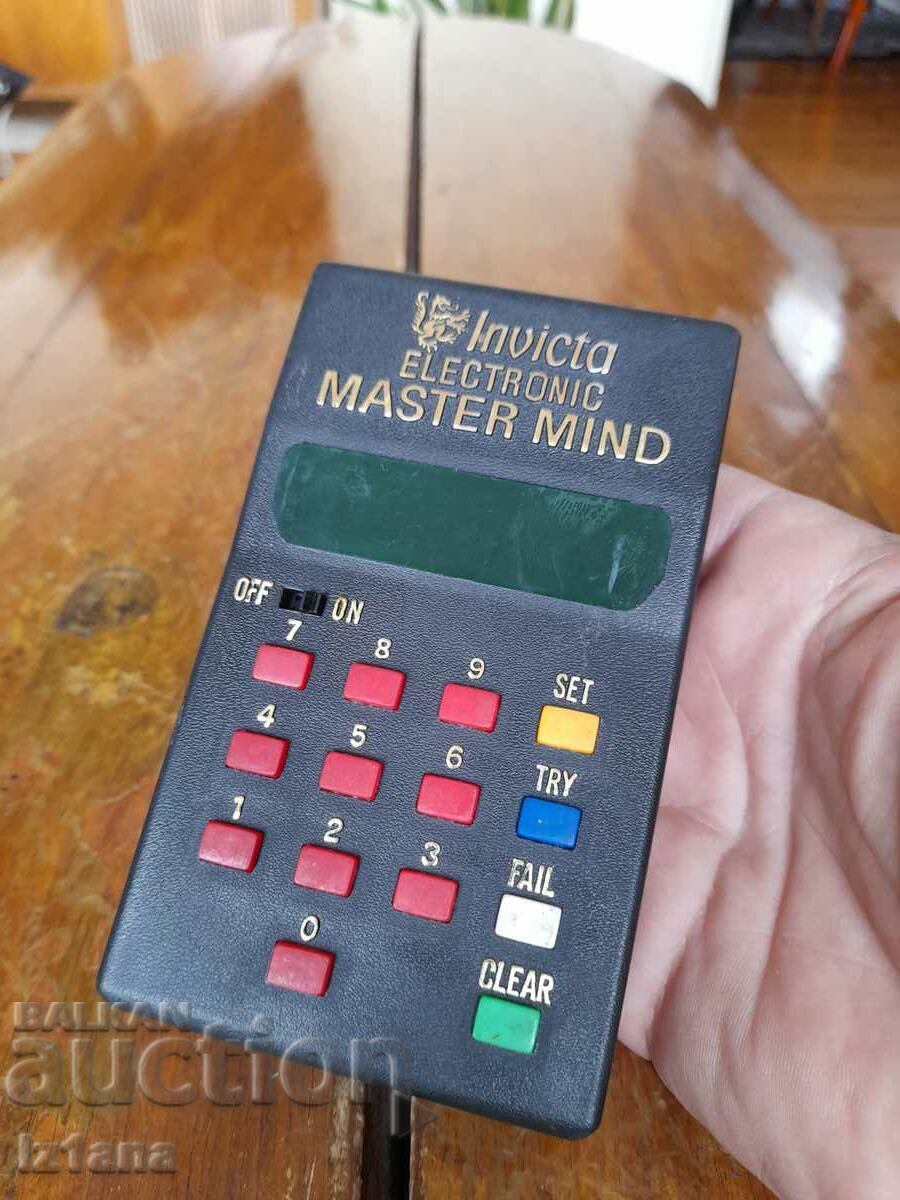 Invicta
ELECTRONIC
MASTER MIND
OFF ON
7 8 9 SET
4 5 6 TRY
1 2 3 FAIL
0 CLEAR
BALKAN
auction
iz1ana